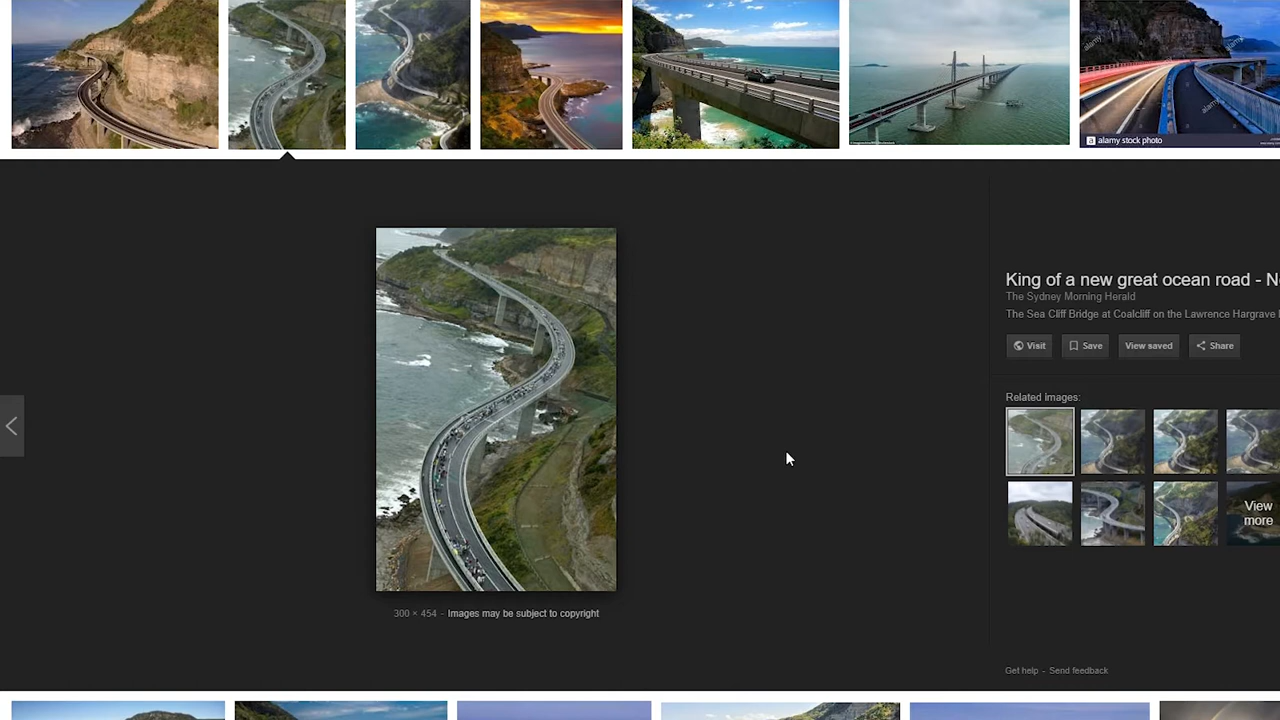 alamy
alamy
alamy stock photo
King of a new great ocean road - N
The Sydney Morning Herald
The Sea Cliff Bridge at Coalcliff on the Lawrence Hargrave
Visit
Save
View saved
Share
Related images:
View
more
300 × 454 - Images may be subject to copyright
Get help - Send feedback